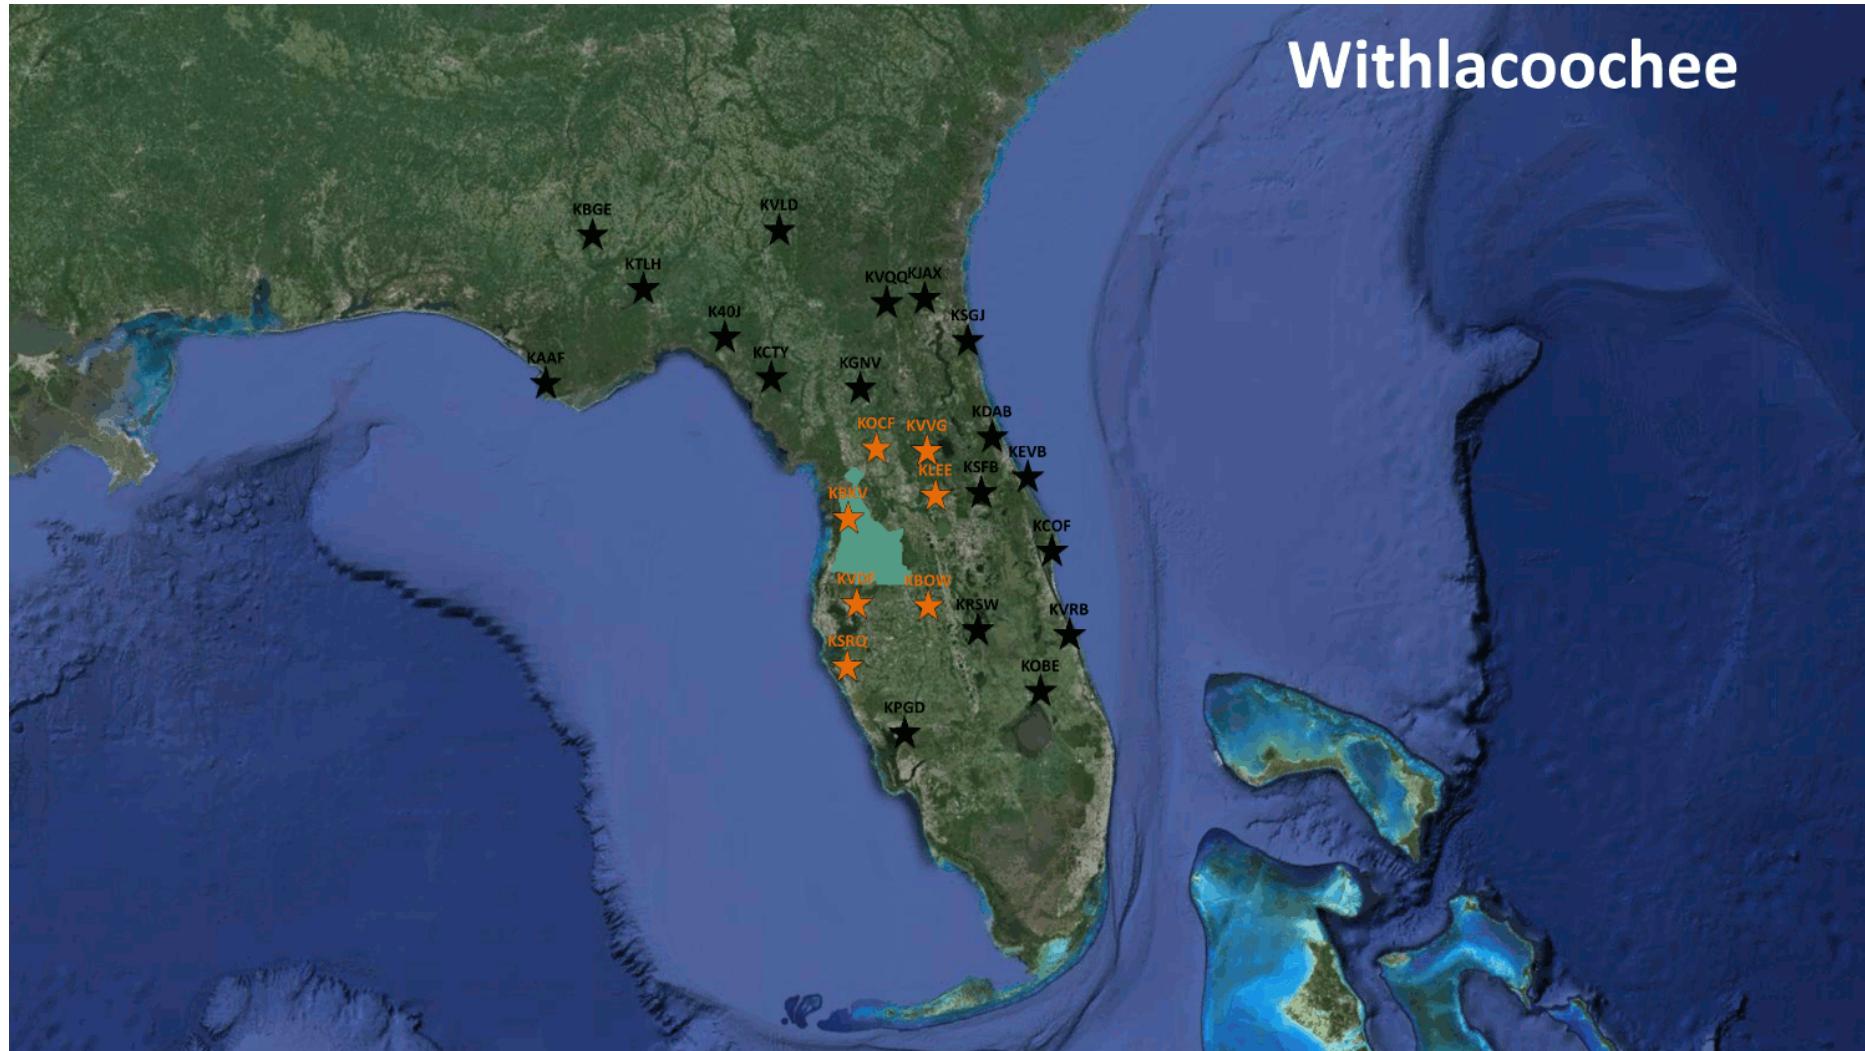 Withlacoochee
KBGE
KVLD
KTLH
KVQQ
KJAX
K40J
KSGJ
KAAF
KCTY
KGNV
KDAB
KOCF
KVVG
KEVB
KLEE
KSFB
KBKV
KCOF
KVDF
KBOW
KRSW
KVRB
KSRQ
KOBE
KPGD